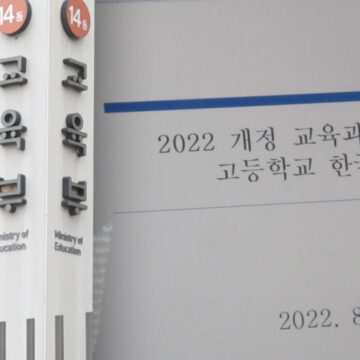 14동
교육부
Ministry of
Education
14동
교육부
Ministry of
Education
2022 개정 교육과
고등학교 한국
2022. 8